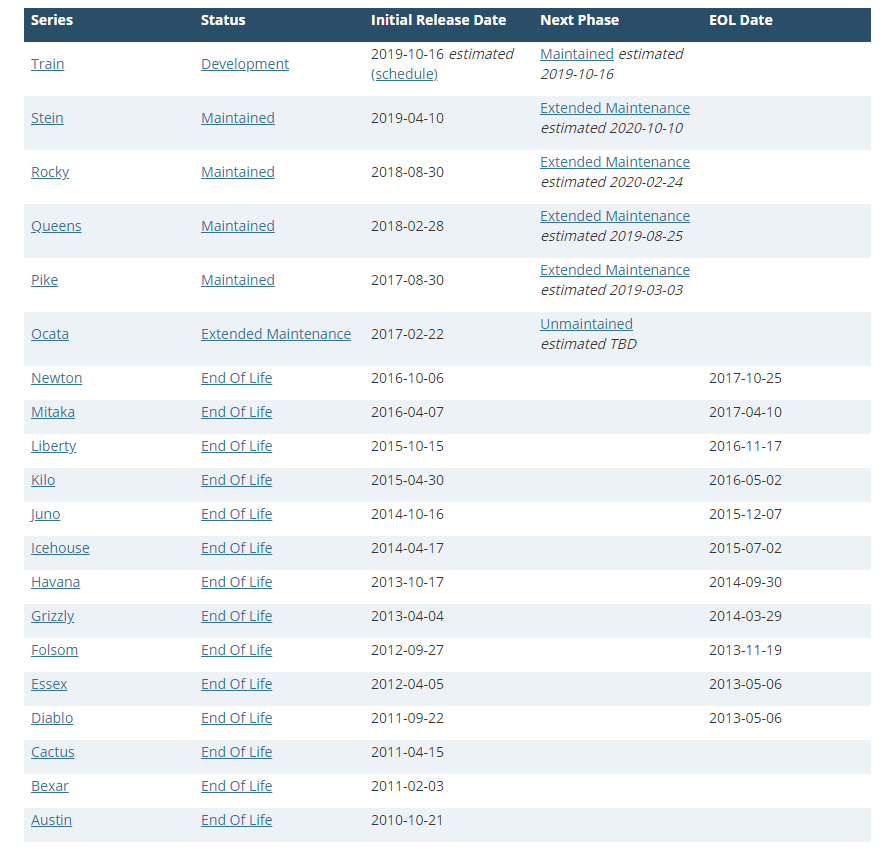 Series Status Initial Release Date Next Phase EOL Date
Train Development 2019-10-16 estimated (schedule) Maintained estimated 2019-10-16
Stein Maintained 2019-04-10 Extended Maintenance estimated 2020-10-10
Rocky Maintained 2018-08-30 Extended Maintenance estimated 2020-02-24
Queens Maintained 2018-02-28 Extended Maintenance estimated 2019-08-25
Pike Maintained 2017-08-30 Extended Maintenance estimated 2019-03-03
Ocata Extended Maintenance 2017-02-22 Unmaintained estimated TBD
Newton End Of Life 2016-10-06 2017-10-25
Mitaka End Of Life 2016-04-07 2017-04-10
Liberty End Of Life 2015-10-15 2016-11-17
Kilo End Of Life 2015-04-30 2016-05-02
Juno End Of Life 2014-10-16 2015-12-07
Icehouse End Of Life 2014-04-17 2015-07-02
Havana End Of Life 2013-10-17 2014-09-30
Grizzly End Of Life 2013-04-04 2014-03-29
Folsom End Of Life 2012-09-27 2013-11-19
Essex End Of Life 2012-04-05 2013-05-06
Diablo End Of Life 2011-09-22 2013-05-06
Cactus End Of Life 2011-04-15
Bexar End Of Life 2011-02-03
Austin End Of Life 2010-10-21